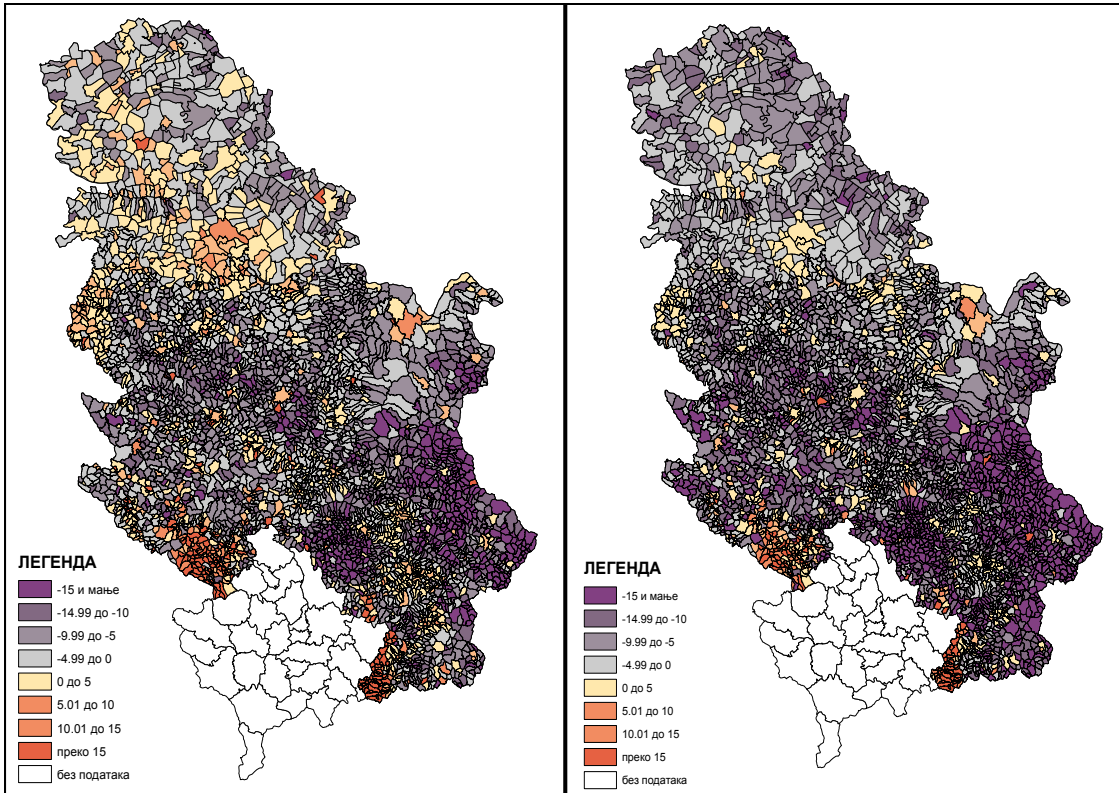 ЛЕГЕНДА
-15 и мање
-14.99 до -10
-9.99 до -5
-4.99 до 0
0 до 5
5.01 до 10
10.01 до 15
преко 15
без података
ЛЕГЕНДА
-15 и мање
-14.99 до -10
-9.99 до -5
-4.99 до 0
0 до 5
5.01 до 10
10.01 до 15
преко 15
без података